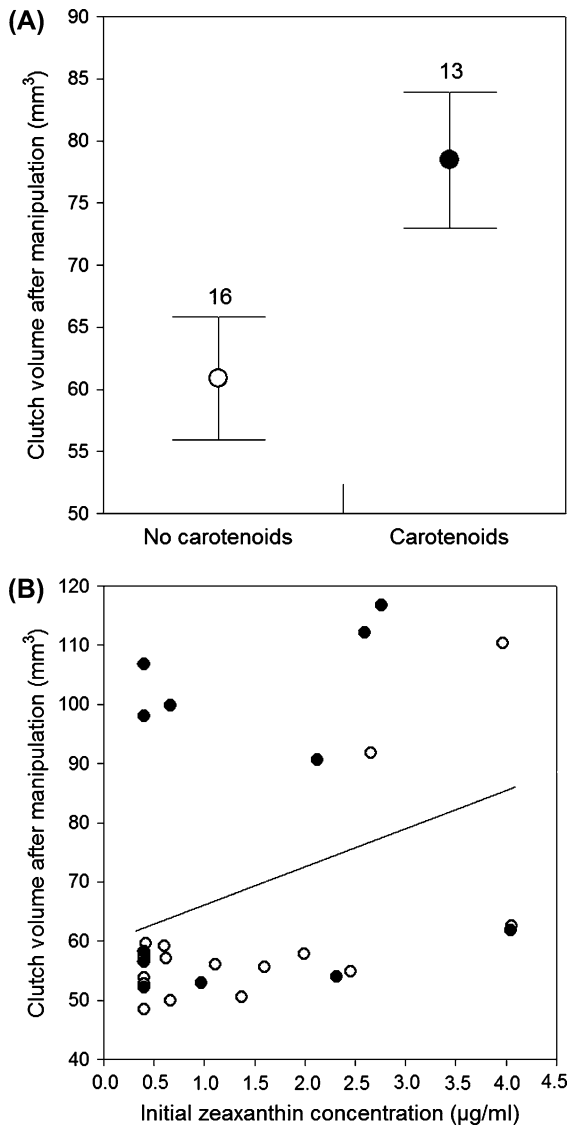 (A)
Clutch volume after manipulation (mm³)
90
85
80
75
70
65
60
55
50
13
16
No carotenoids
Carotenoids
(B)
Clutch volume after manipulation (mm³)
120
110
100
90
80
70
60
50
40
0.0 0.5 1.0 1.5 2.0 2.5 3.0 3.5 4.0 4.5
Initial zeaxanthin concentration (µg/ml)